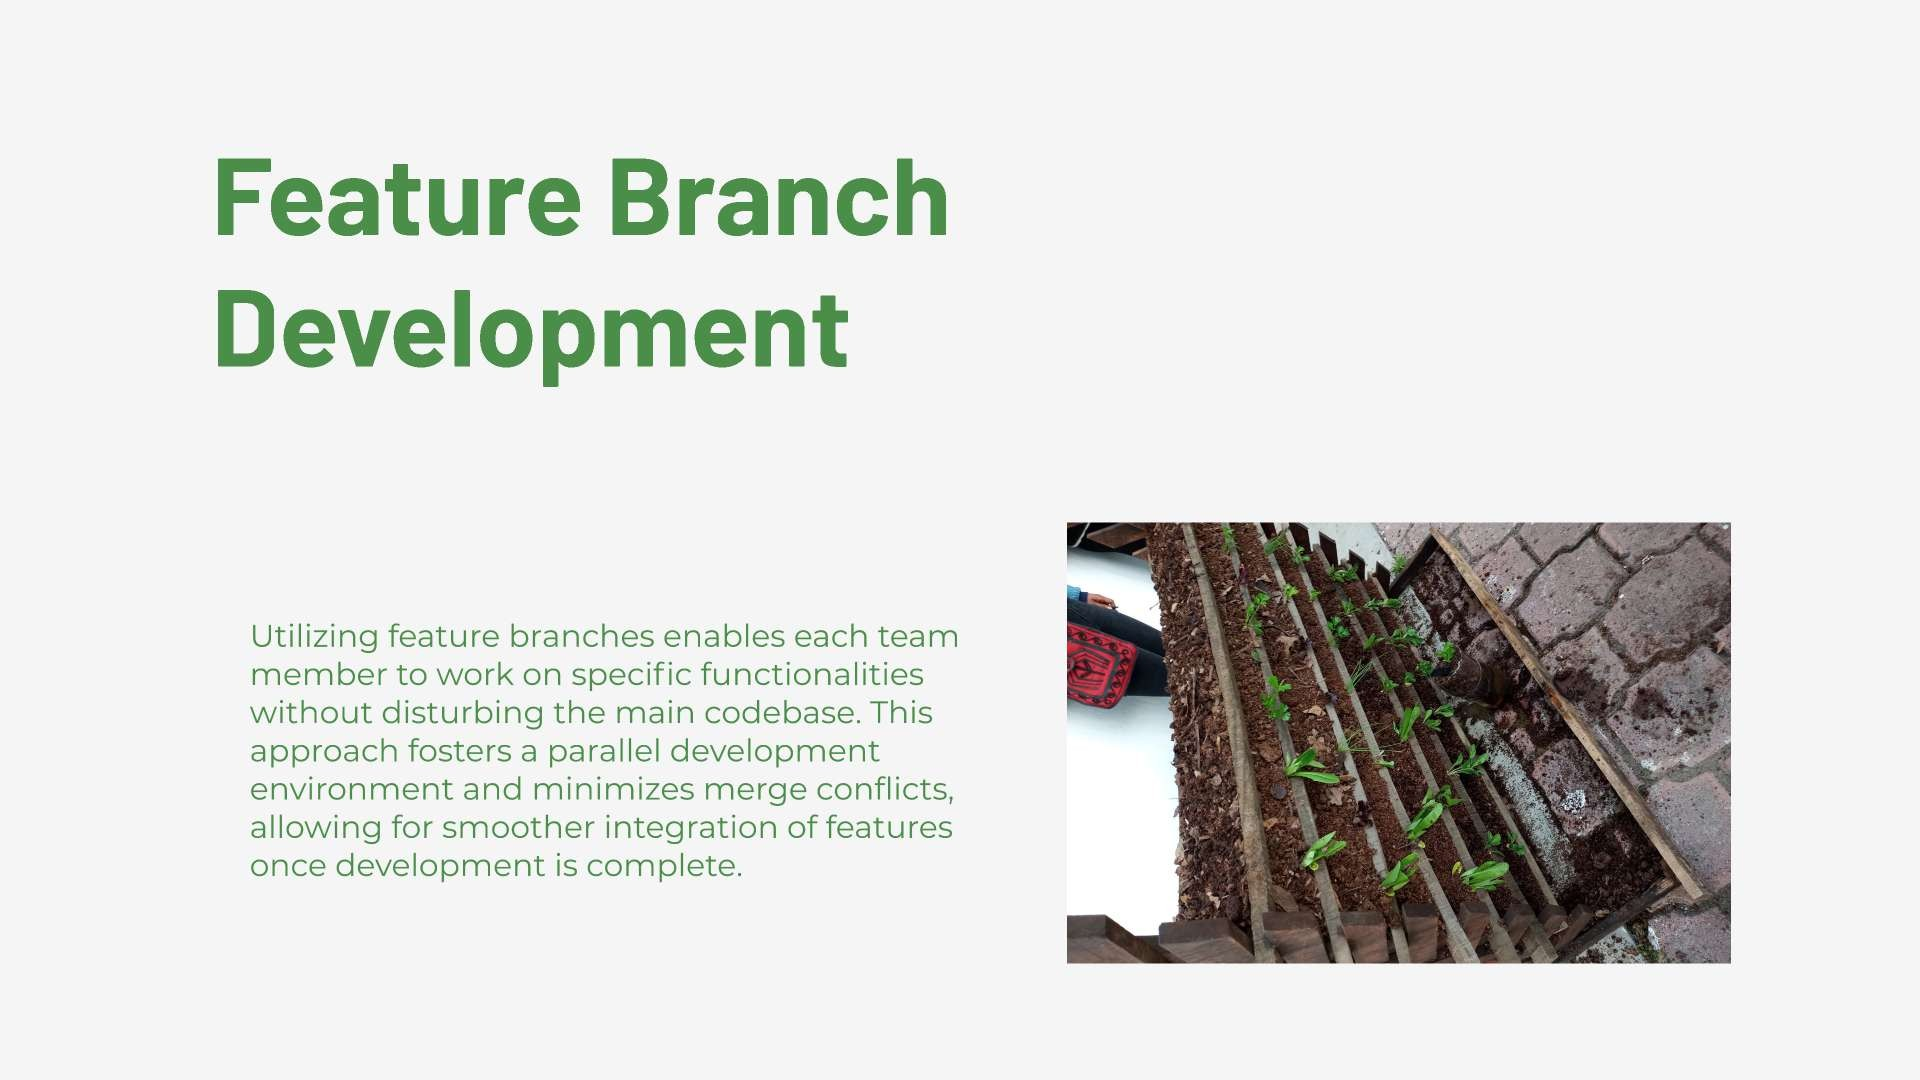 Feature Branch
Development
Utilizing feature branches enables each team
member to work on specific functionalities
without disturbing the main codebase. This
approach fosters a parallel development
environment and minimizes merge conflicts,
allowing for smoother integration of features
once development is complete.